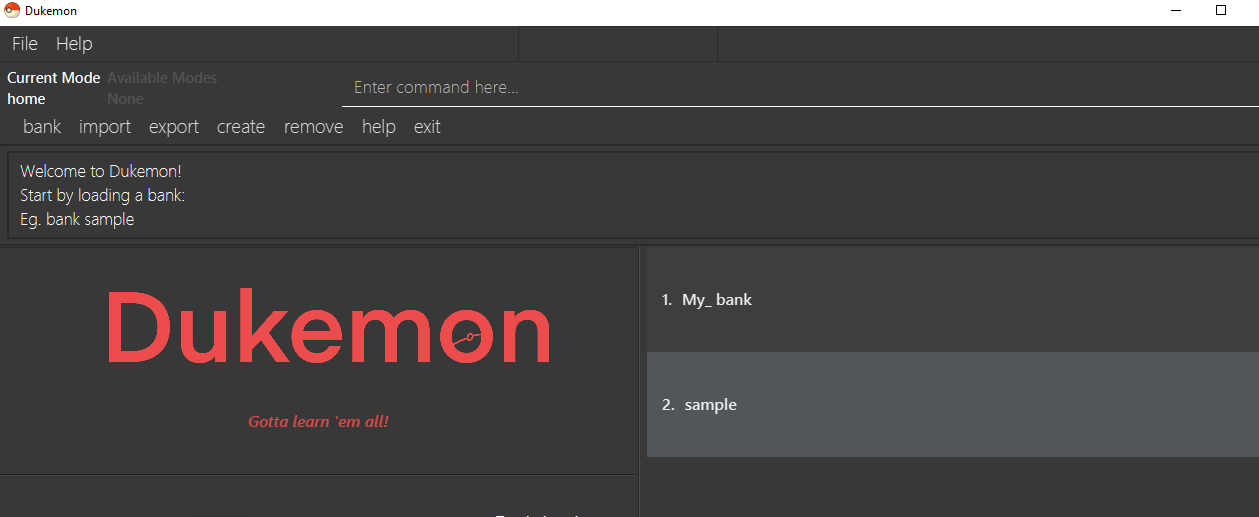 Dukemon
File Help
Current Mode Available Modes
home None
Enter command here...
bank import export create remove help exit
Welcome to Dukemon!
Start by loading a bank:
Eg. bank sample
Dukemon
Gotta learn 'em all!
1. My_ bank
2. sample